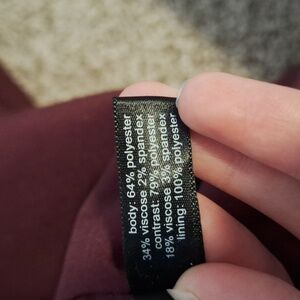 body: 64% polyester
34% viscose 2% spandex
contrast: 79% polyester
18% viscose 3% spandex
lining: 100% polyester